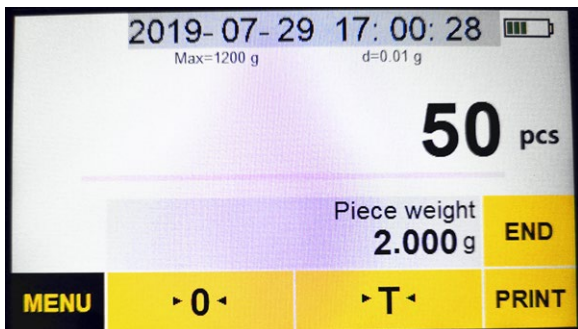 2019-07-29 17:00:28
Max=1200 g d=0.01 g
50 pcs
Piece weight
2.000 g
END
MENU ▸0◂ ▸T◂ PRINT